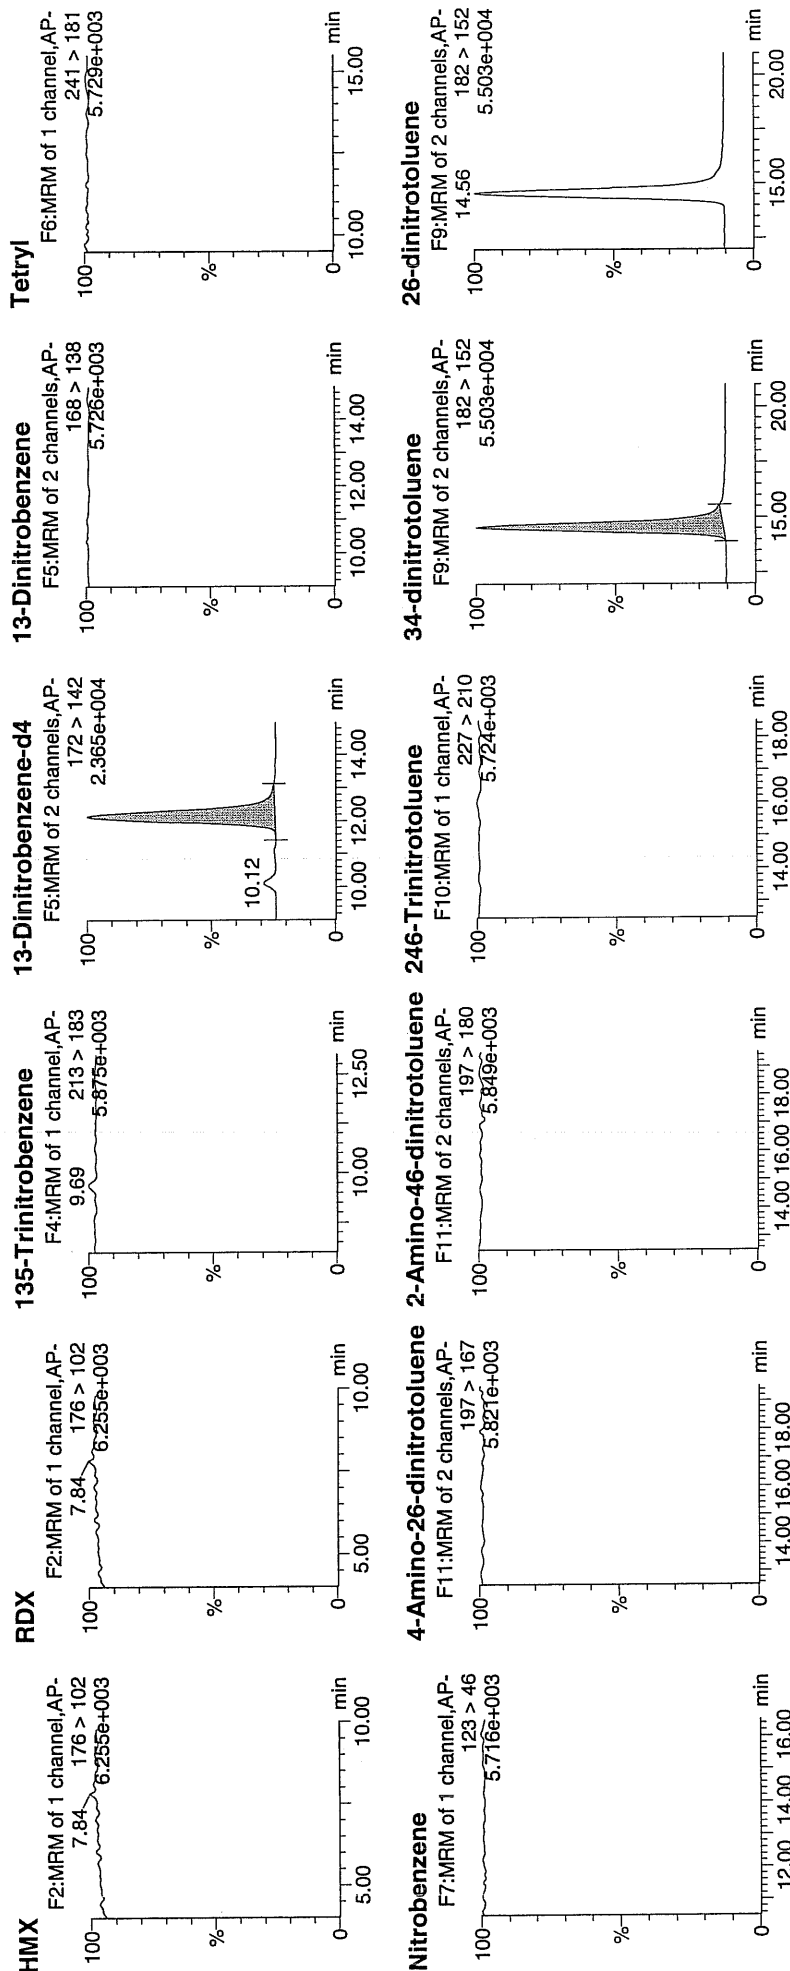 HMX
F2:MRM of 1 channel,AP-
7.84
176 > 102
6.255e+003
100
%
0
5.00
10.00
min
RDX
F2:MRM of 1 channel,AP-
7.84
176 > 102
6.255e+003
100
%
0
5.00
10.00
min
135-Trinitrobenzene
F4:MRM of 1 channel,AP-
9.69
213 > 183
5.875e+003
100
%
0
10.00
12.50
min
13-Dinitrobenzene-d4
F5:MRM of 2 channels,AP-
172 > 142
2.365e+004
10.12
100
%
0
10.00
12.00
14.00
min
13-Dinitrobenzene
F5:MRM of 2 channels,AP-
168 > 138
5.726e+003
100
%
0
10.00
12.00
14.00
min
Tetryl
F6:MRM of 1 channel,AP-
241 > 181
5.729e+003
100
%
0
10.00
15.00
min
Nitrobenzene
F7:MRM of 1 channel,AP-
123 > 46
5.716e+003
100
%
0
12.00
14.00
16.00
min
4-Amino-26-dinitrotoluene
F11:MRM of 2 channels,AP-
197 > 167
5.821e+003
100
%
0
14.00
16.00
18.00
min
2-Amino-46-dinitrotoluene
F11:MRM of 2 channels,AP-
197 > 180
5.849e+003
100
%
0
14.00
16.00
18.00
min
246-Trinitrotoluene
F10:MRM of 1 channel,AP-
227 > 210
5.724e+003
100
%
0
14.00
16.00
18.00
min
34-dinitrotoluene
F9:MRM of 2 channels,AP-
182 > 152
5.503e+004
100
%
0
15.00
20.00
min
26-dinitrotoluene
F9:MRM of 2 channels,AP-
14.56
182 > 152
5.503e+004
100
%
0
15.00
20.00
min